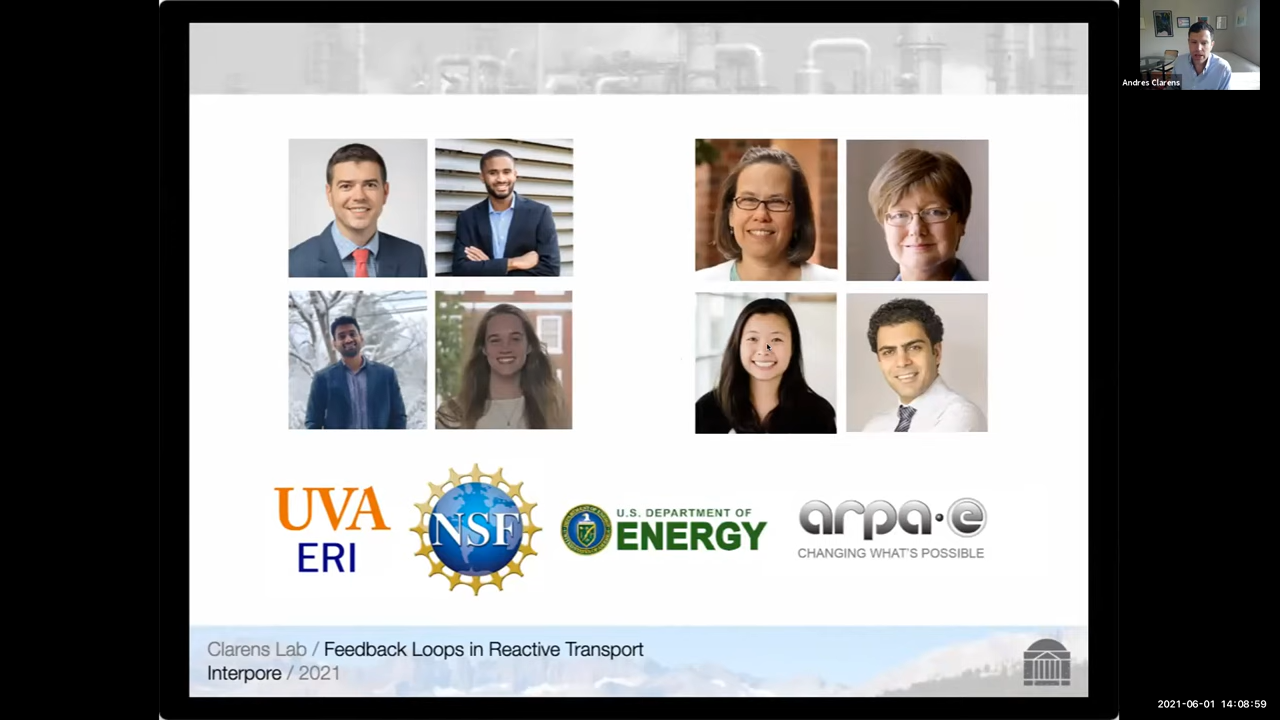 Andres Clarens
UVA
ERI
NSF
U.S. DEPARTMENT OF
ENERGY
arpa·e
CHANGING WHAT'S POSSIBLE
Clarens Lab / Feedback Loops in Reactive Transport
Interpore / 2021
2021-06-01 14:08:59